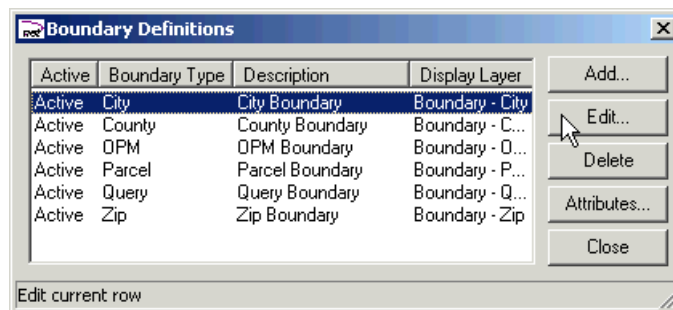 Boundary Definitions
Active Boundary Type Description Display Layer
Active City City Boundary Boundary - City
Active County County Boundary Boundary - C...
Active OPM OPM Boundary Boundary - O...
Active Parcel Parcel Boundary Boundary - P...
Active Query Query Boundary Boundary - Q...
Active Zip Zip Boundary Boundary - Zip
Add...
Edit...
Delete
Attributes...
Close
Edit current row